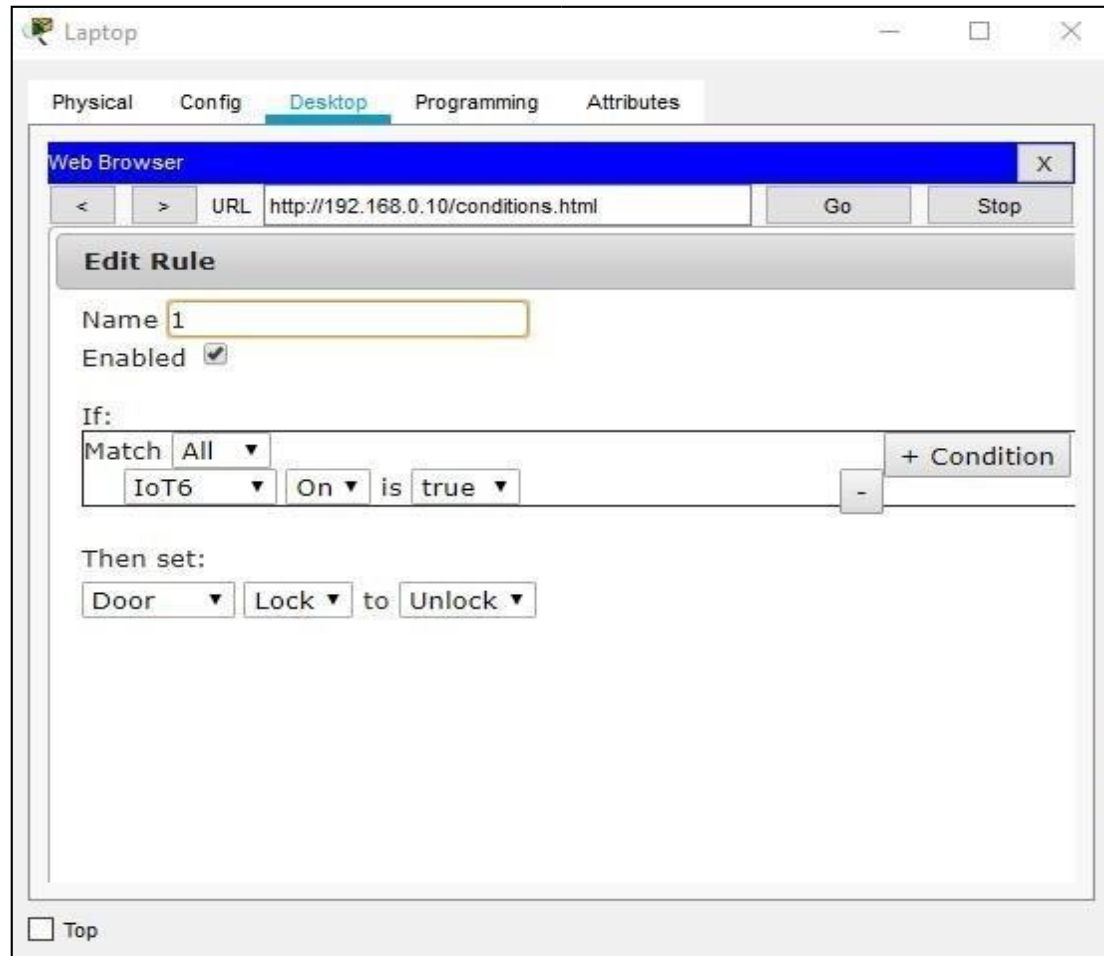 Laptop
Physical Config Desktop Programming Attributes
Web Browser X
< > URL http://192.168.0.10/conditions.html Go Stop
Edit Rule
Name 1
Enabled
If:
Match All + Condition
IoT6 On is true -
Then set:
Door Lock to Unlock
Top